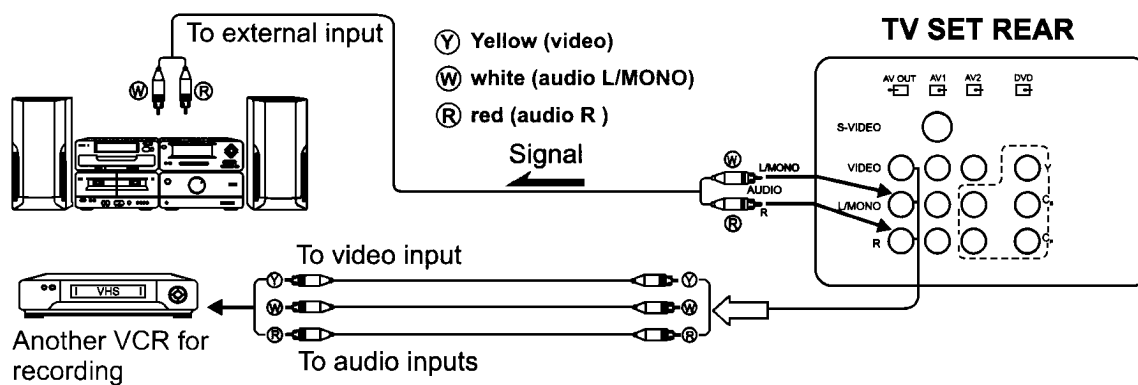 To external input
Ⓨ Yellow (video)
Ⓦ white (audio L/MONO)
Ⓡ red (audio R )
TV SET REAR
Ⓦ Ⓡ
AV OUT AV1 AV2 DVD
S-VIDEO
VIDEO
L/MONO
R
Y
C
C
Signal
Ⓦ
L/MONO
AUDIO
R
Ⓡ
To video input
Ⓨ Ⓨ
Ⓦ Ⓦ
Ⓡ Ⓡ
To audio inputs
VHS
Another VCR for
recording